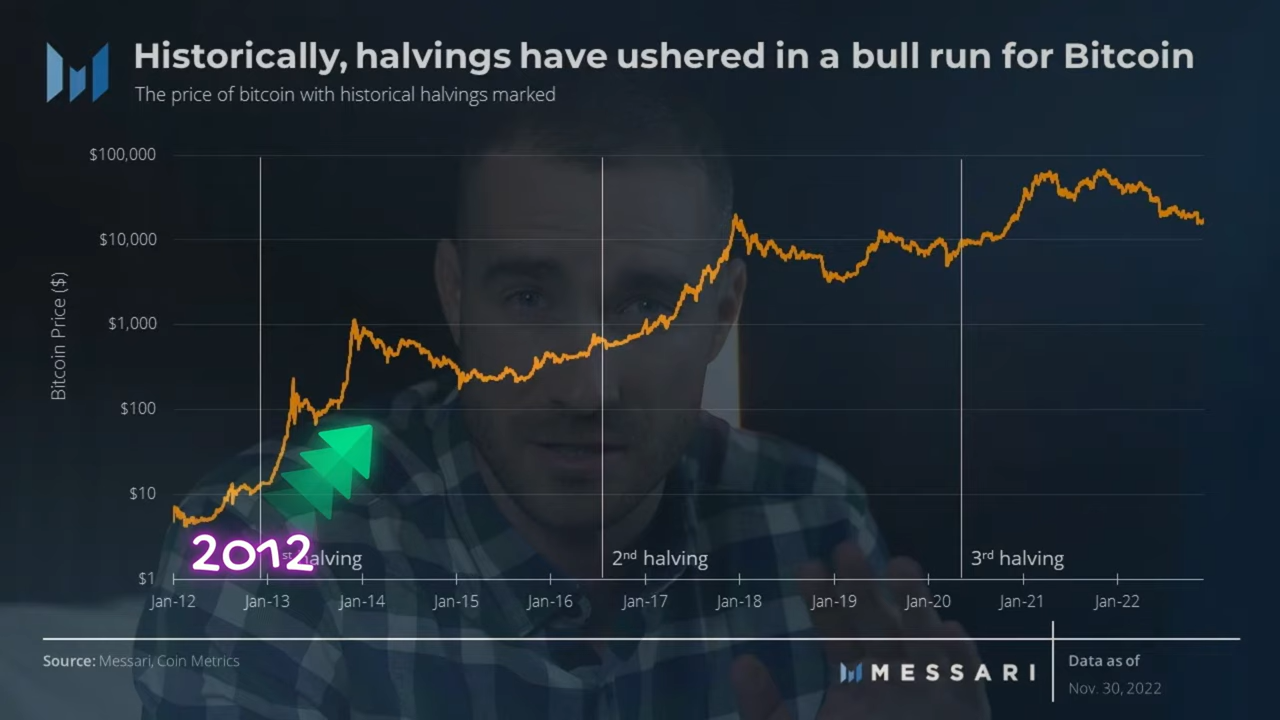 Historically, halvings have ushered in a bull run for Bitcoin
The price of bitcoin with historical halvings marked
Bitcoin Price ($)
$100,000
$10,000
$1,000
$100
$10
$1
2012
st halving
2nd halving
3rd halving
Jan-12 Jan-13 Jan-14 Jan-15 Jan-16 Jan-17 Jan-18 Jan-19 Jan-20 Jan-21 Jan-22
Source: Messari, Coin Metrics
MESSARI
Data as of
Nov. 30, 2022